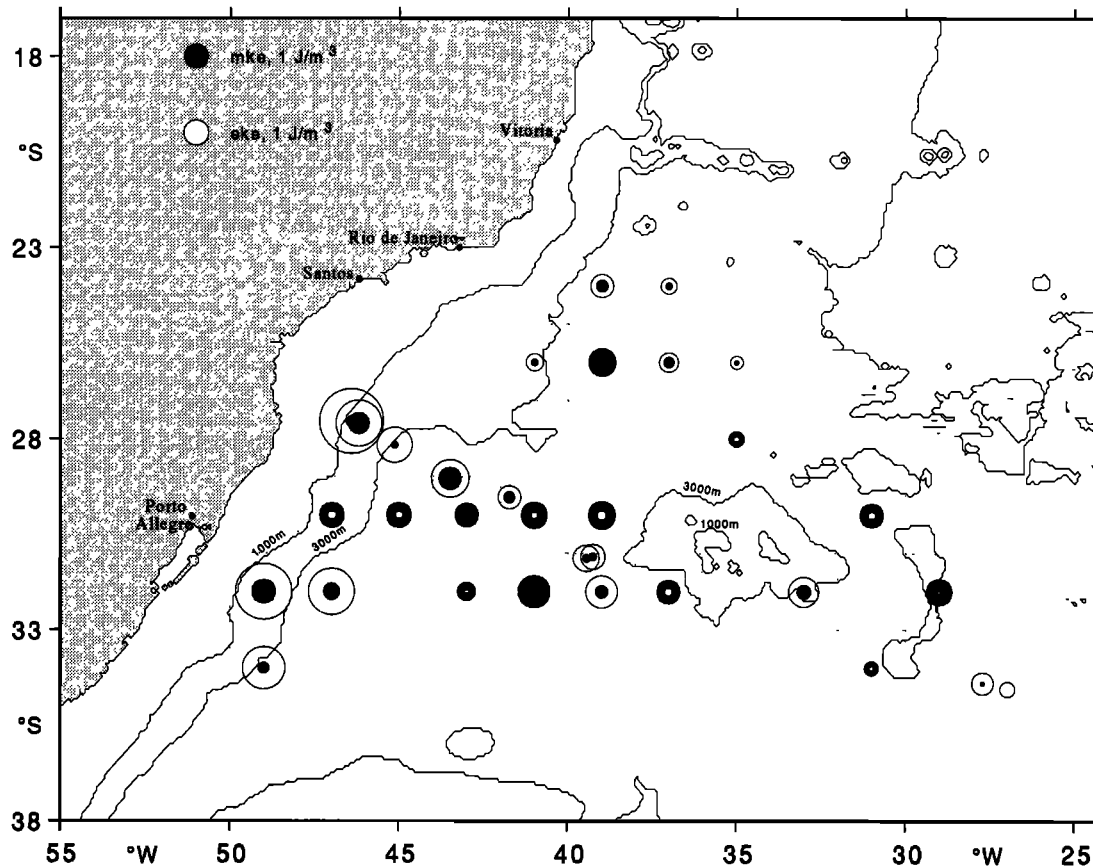 18
mke, 1 J/m³
eke, 1 J/m³
Vitoria
°S
Rio de Janeiro
23
Santos
28
Porto
Allegro
3000m
1000m
1000m
3000m
33
°S
38
55
°W
50
45
40
35
30
°W
25